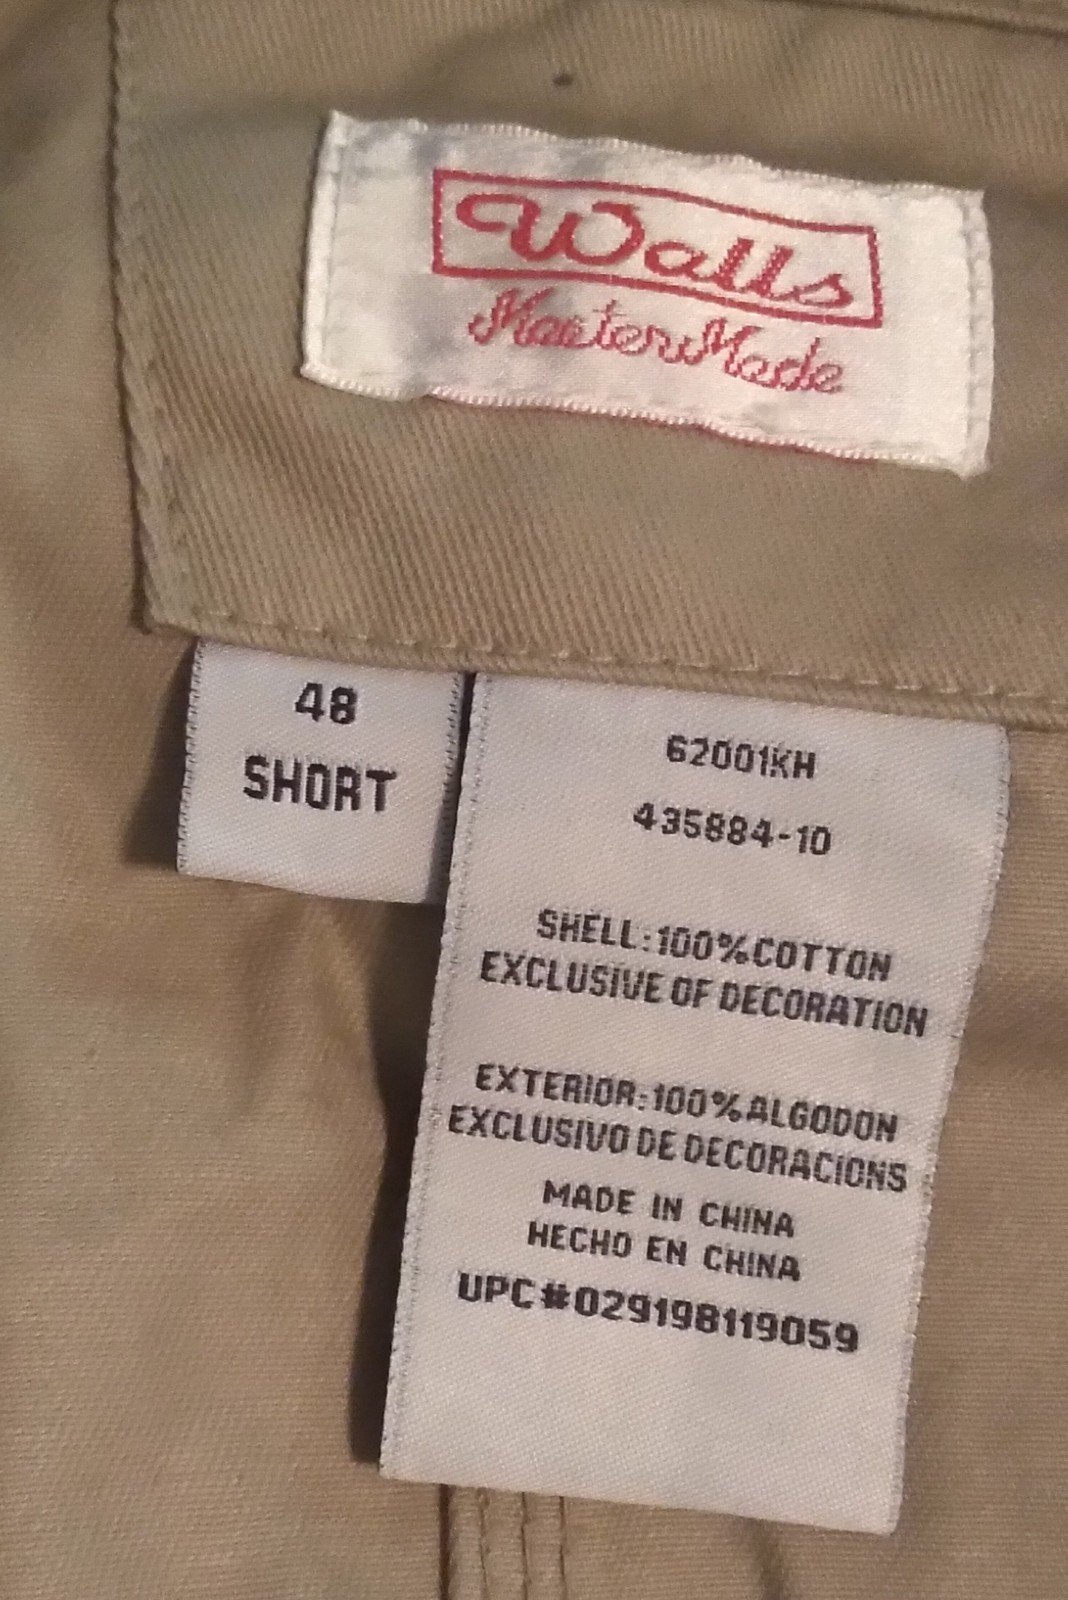 Walls
MasterMade
48
SHORT
62001KH
435884-10
SHELL:100%COTTON
EXCLUSIVE OF DECORATION
EXTERIOR:100%ALGODON
EXCLUSIVO DE DECORACIONS
MADE IN CHINA
HECHO EN CHINA
UPC#029198119059